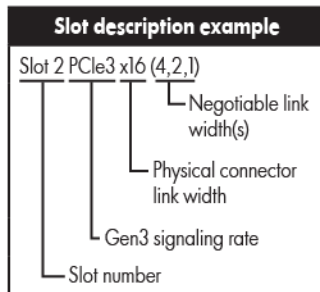 Slot description example
Slot 2 PCIe3 x16 (4,2,1)
Negotiable link
width(s)
Physical connector
link width
Gen3 signaling rate
Slot number